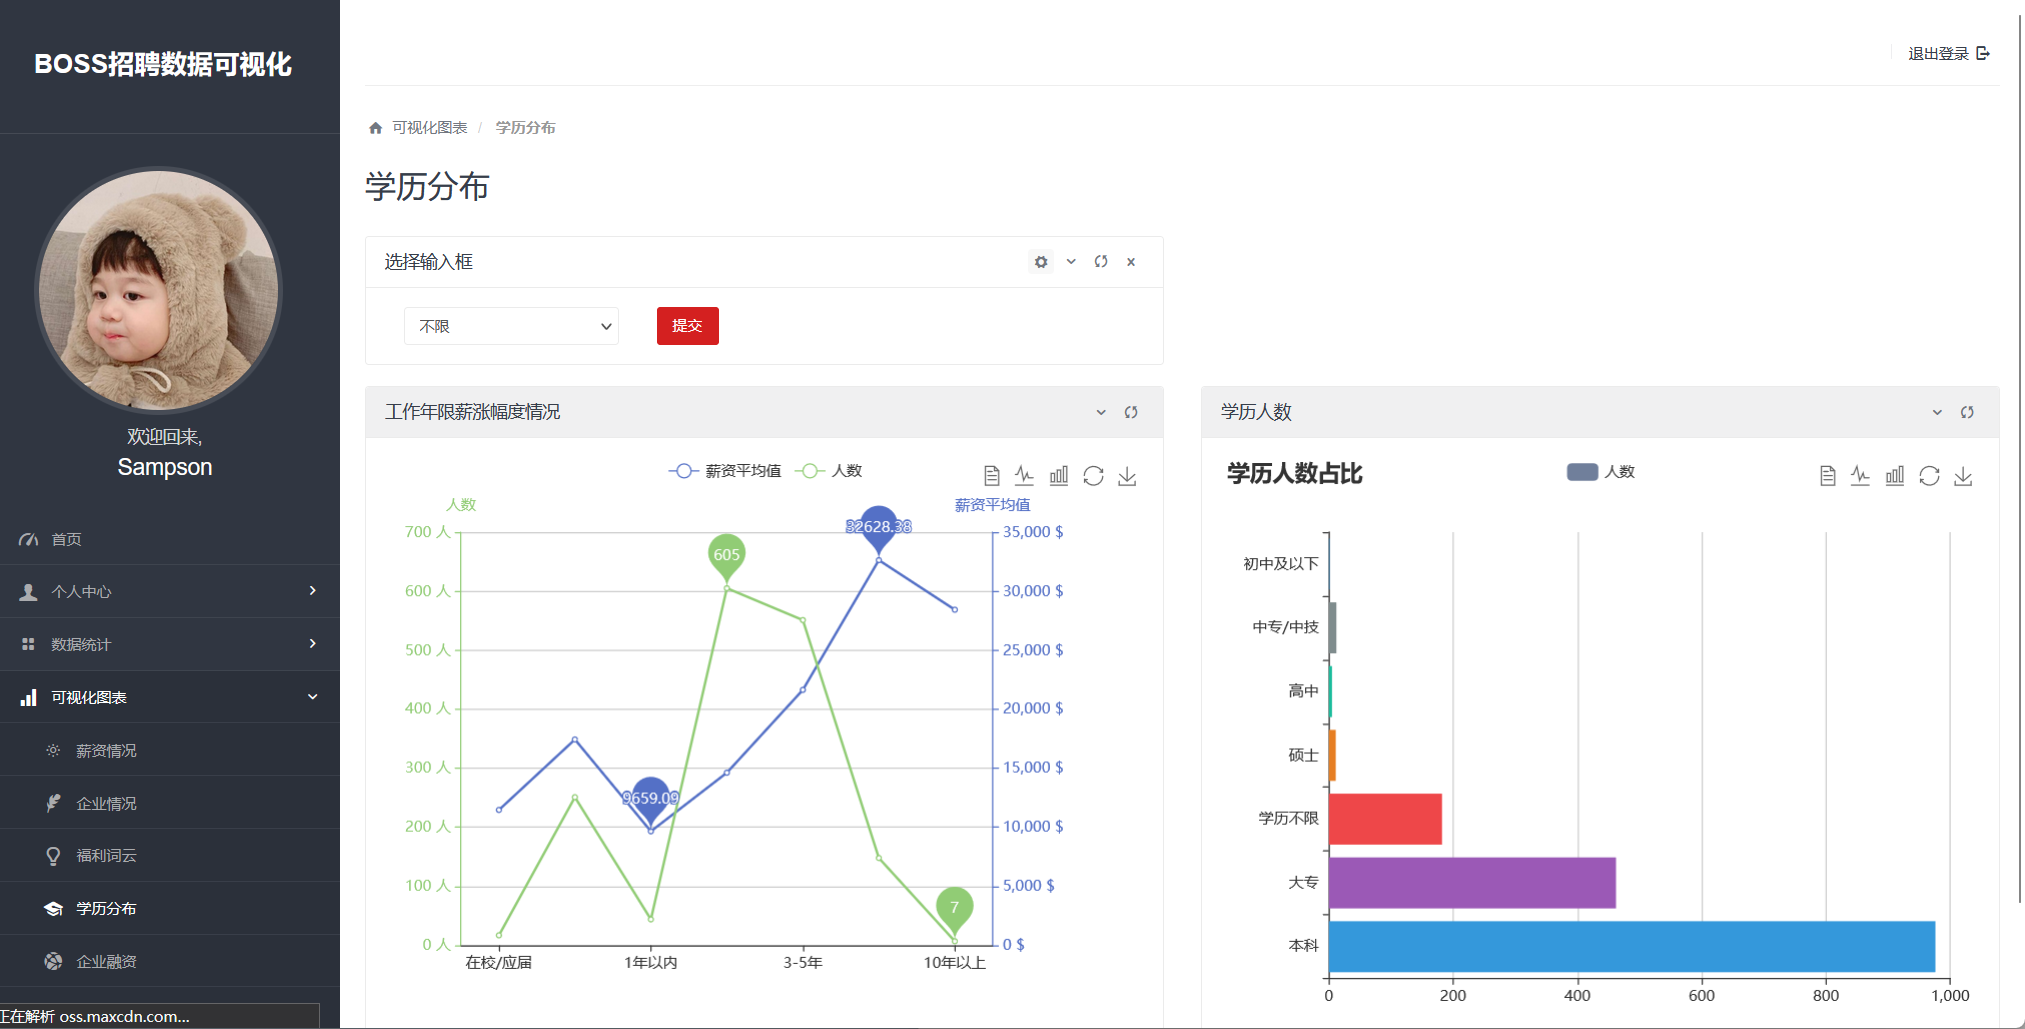 BOSS招聘数据可视化
欢迎回来,
Sampson
首页
个人中心
数据统计
可视化图表
薪资情况
企业情况
福利词云
学历分布
企业融资
正在解析 oss.maxcdn.com...
退出登录
可视化图表 / 学历分布
学历分布
选择输入框
不限
提交
工作年限薪涨幅度情况
薪资平均值 人数
人数 薪资平均值
700 人
600 人
500 人
400 人
300 人
200 人
100 人
0 人
35,000 $
30,000 $
25,000 $
20,000 $
15,000 $
10,000 $
5,000 $
0 $
605
32628.38
9659.09
7
在校/应届 1年以内 3-5年 10年以上
学历人数
学历人数占比
人数
初中及以下
中专/中技
高中
硕士
学历不限
大专
本科
0 200 400 600 800 1,000